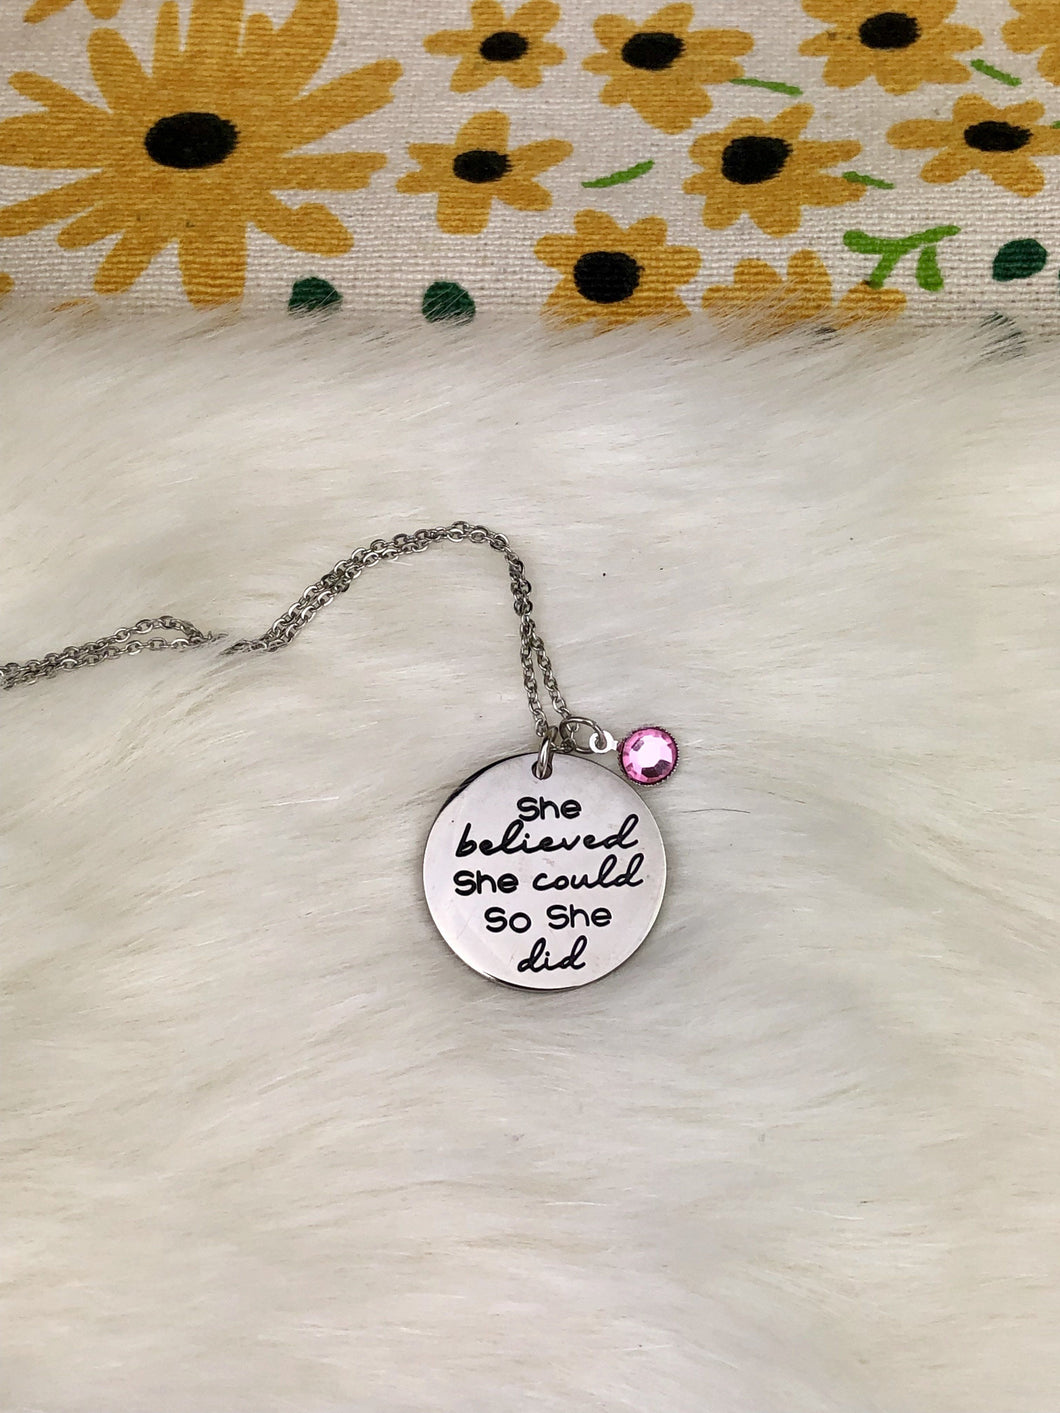 She
believed
She could
So She
did